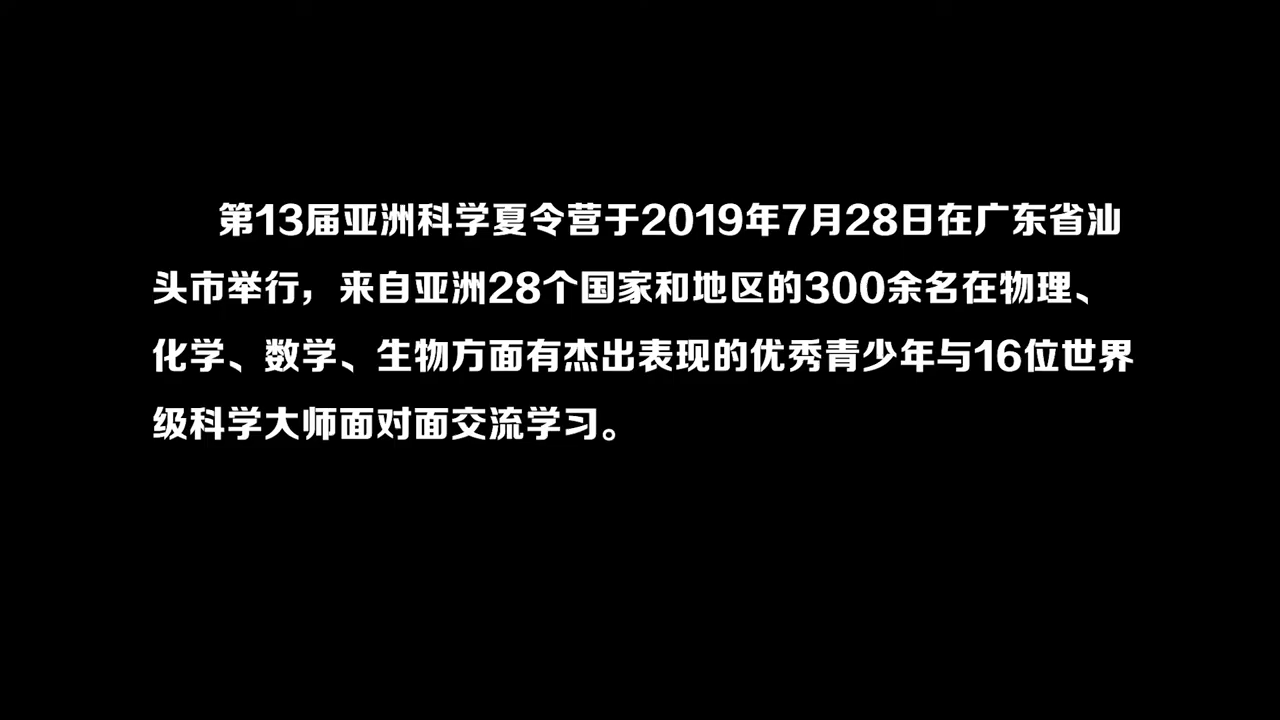 第13届亚洲科学夏令营于2019年7月28日在广东省汕
头市举行，来自亚洲28个国家和地区的300余名在物理、
化学、数学、生物方面有杰出表现的优秀青少年与16位世界
级科学大师面对面交流学习。